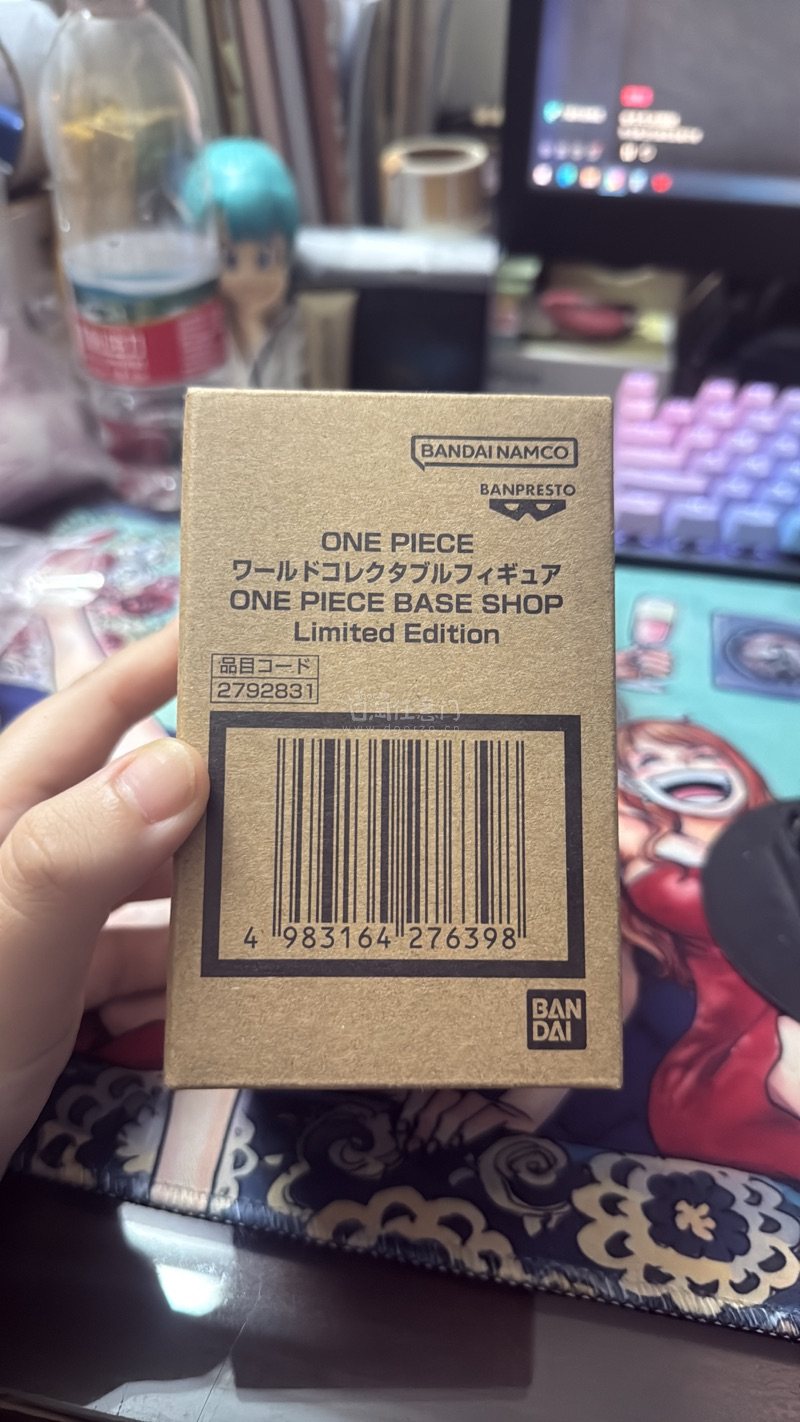 BANDAI NAMCO
BANPRESTO
ONE PIECE
ワールドコレクタブルフィギュア
ONE PIECE BASE SHOP
Limited Edition
品目コード
2792831
4 983164 276398
BAN
DAI